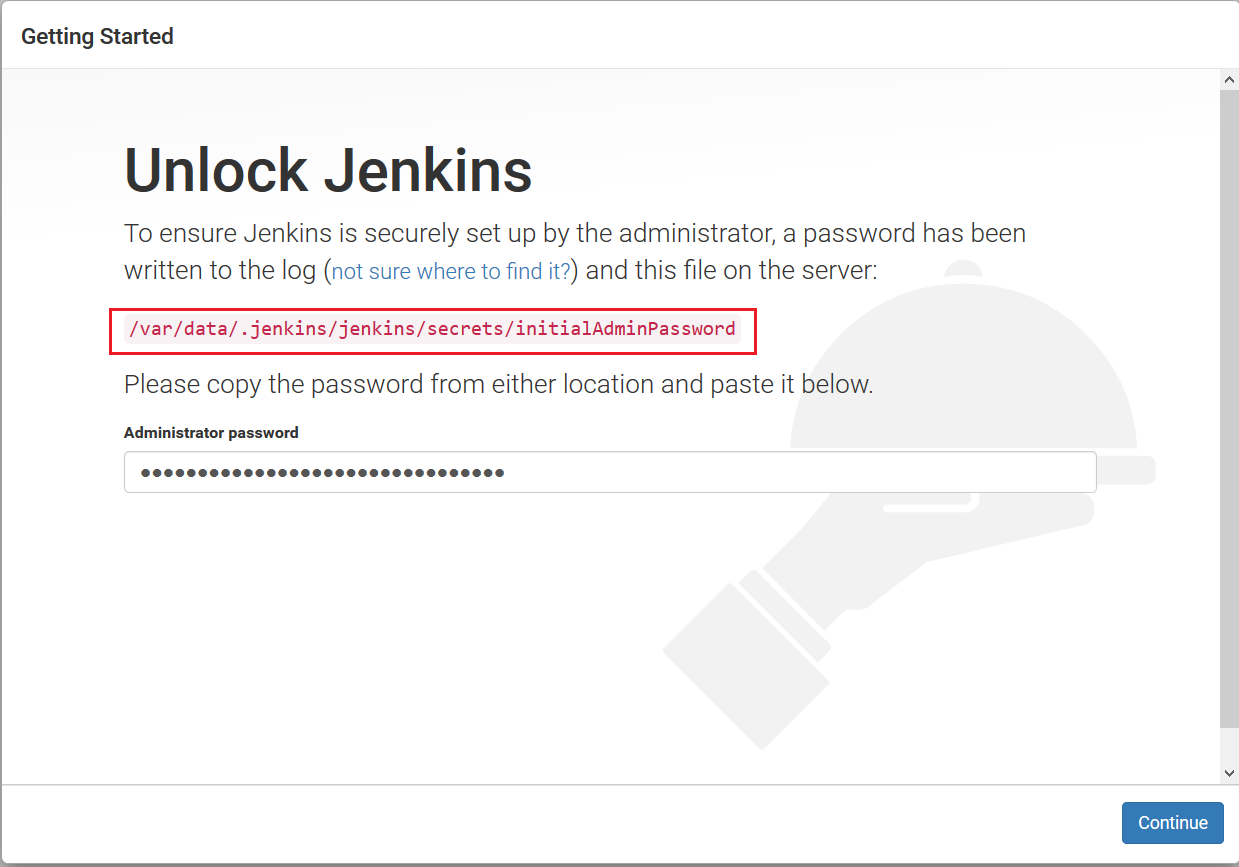 Getting Started
Unlock Jenkins
To ensure Jenkins is securely set up by the administrator, a password has been
written to the log (not sure where to find it?) and this file on the server:
/var/data/.jenkins/jenkins/secrets/initialAdminPassword
Please copy the password from either location and paste it below.
Administrator password
••••••••••••••••••••••••••••••••
Continue